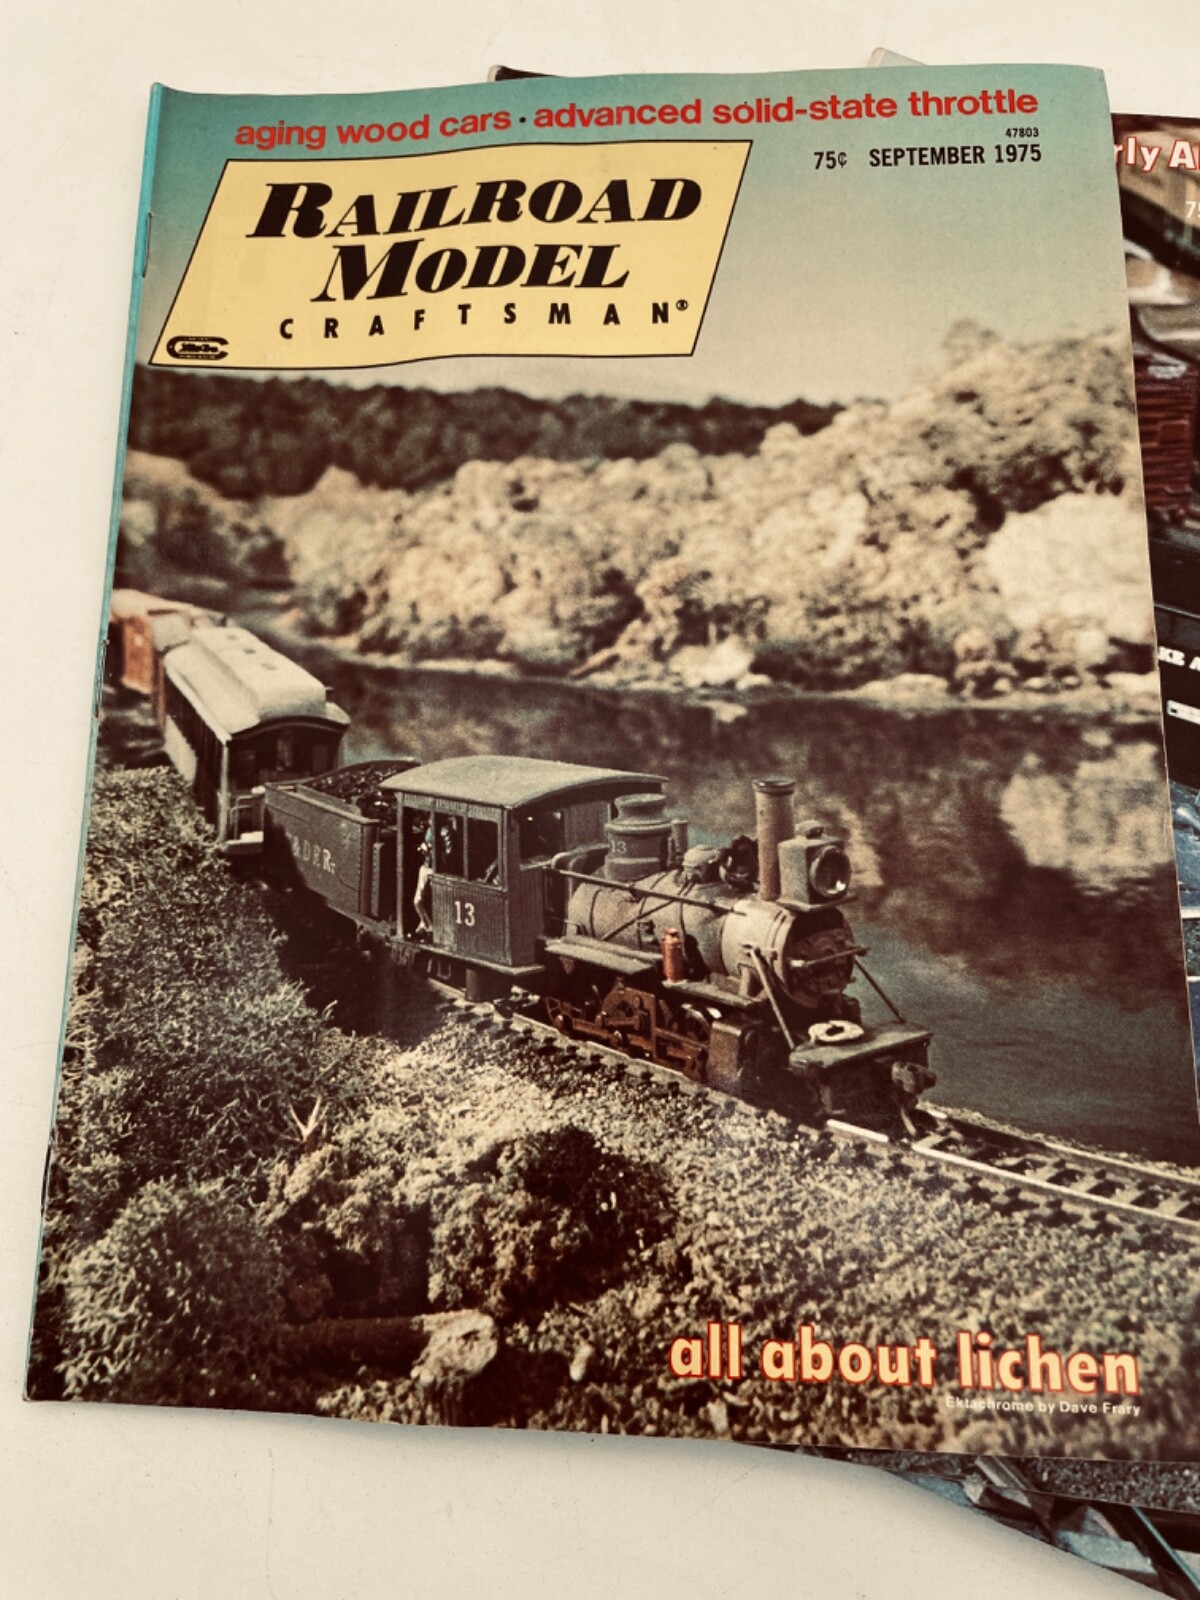 aging wood cars · advanced solid-state throttle
47803
75¢ SEPTEMBER 1975
RAILROAD
MODEL
CRAFTSMAN®
13
13
all about lichen
Ektachrome by Dave Frary